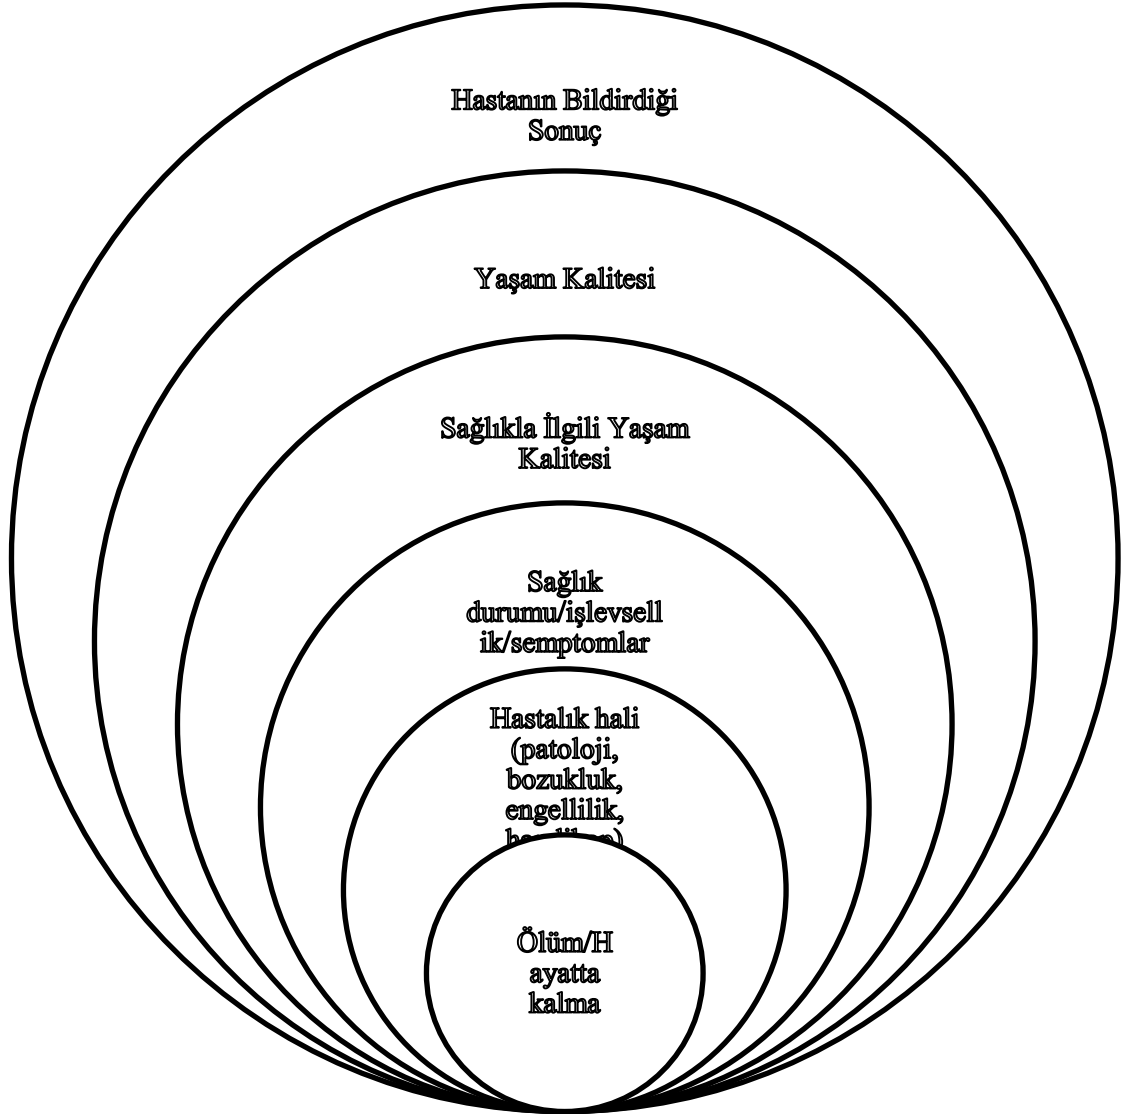 Hastanın Bildirdiği
Sonuç
Yaşam Kalitesi
Sağlıkla İlgili Yaşam
Kalitesi
Sağlık
durumu/işlevsell
ik/semptomlar
Hastalık hali
(patoloji,
bozukluk,
engellilik,
Ölüm/H
ayatta
kalma